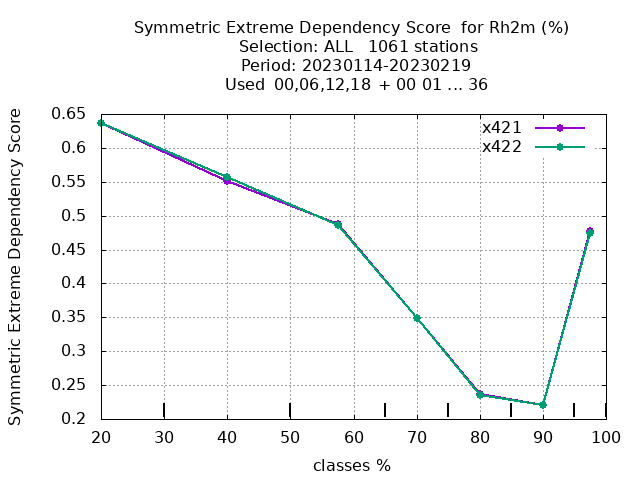 Symmetric Extreme Dependency Score for Rh2m (%)
Selection: ALL 1061 stations
Period: 20230114-20230219
Used 00,06,12,18 + 00 01 ... 36
Symmetric Extreme Dependency Score
0.65
0.6
0.55
0.5
0.45
0.4
0.35
0.3
0.25
0.2
x421
x422
20 30 40 50 60 70 80 90 100
classes %